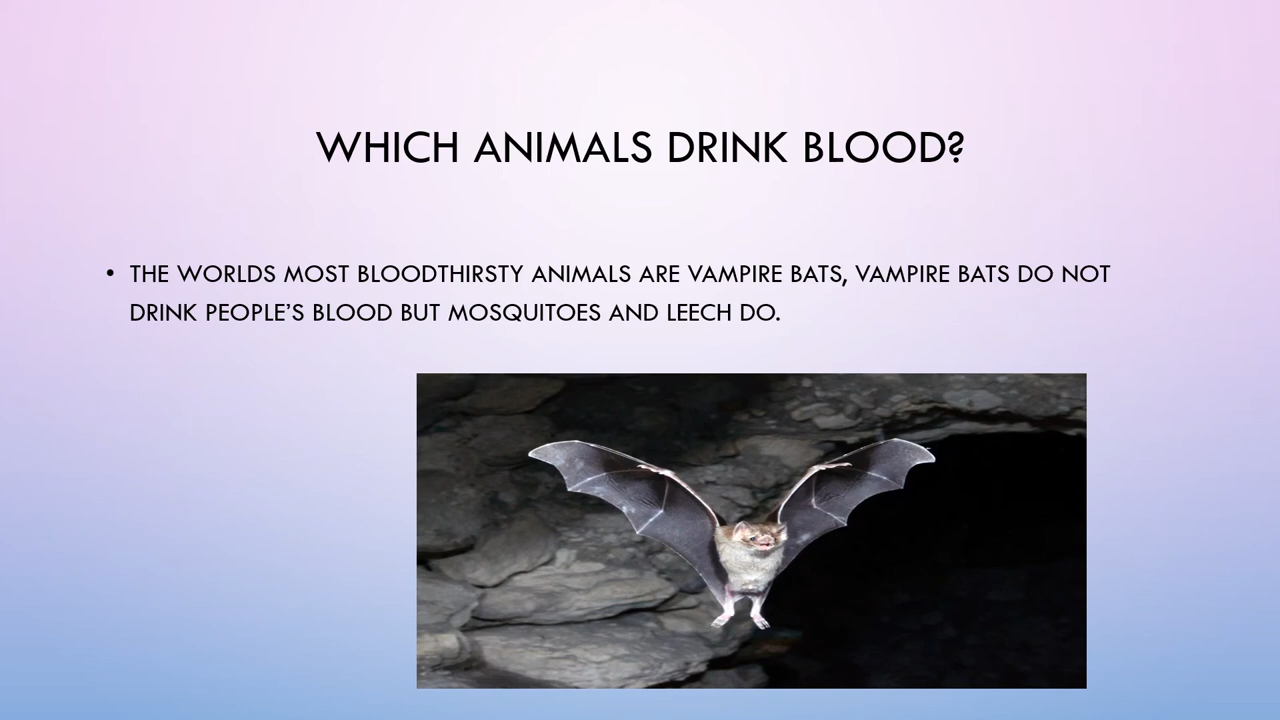 WHICH ANIMALS DRINK BLOOD?
• THE WORLDS MOST BLOODTHIRSTY ANIMALS ARE VAMPIRE BATS, VAMPIRE BATS DO NOT
DRINK PEOPLE’S BLOOD BUT MOSQUITOES AND LEECH DO.